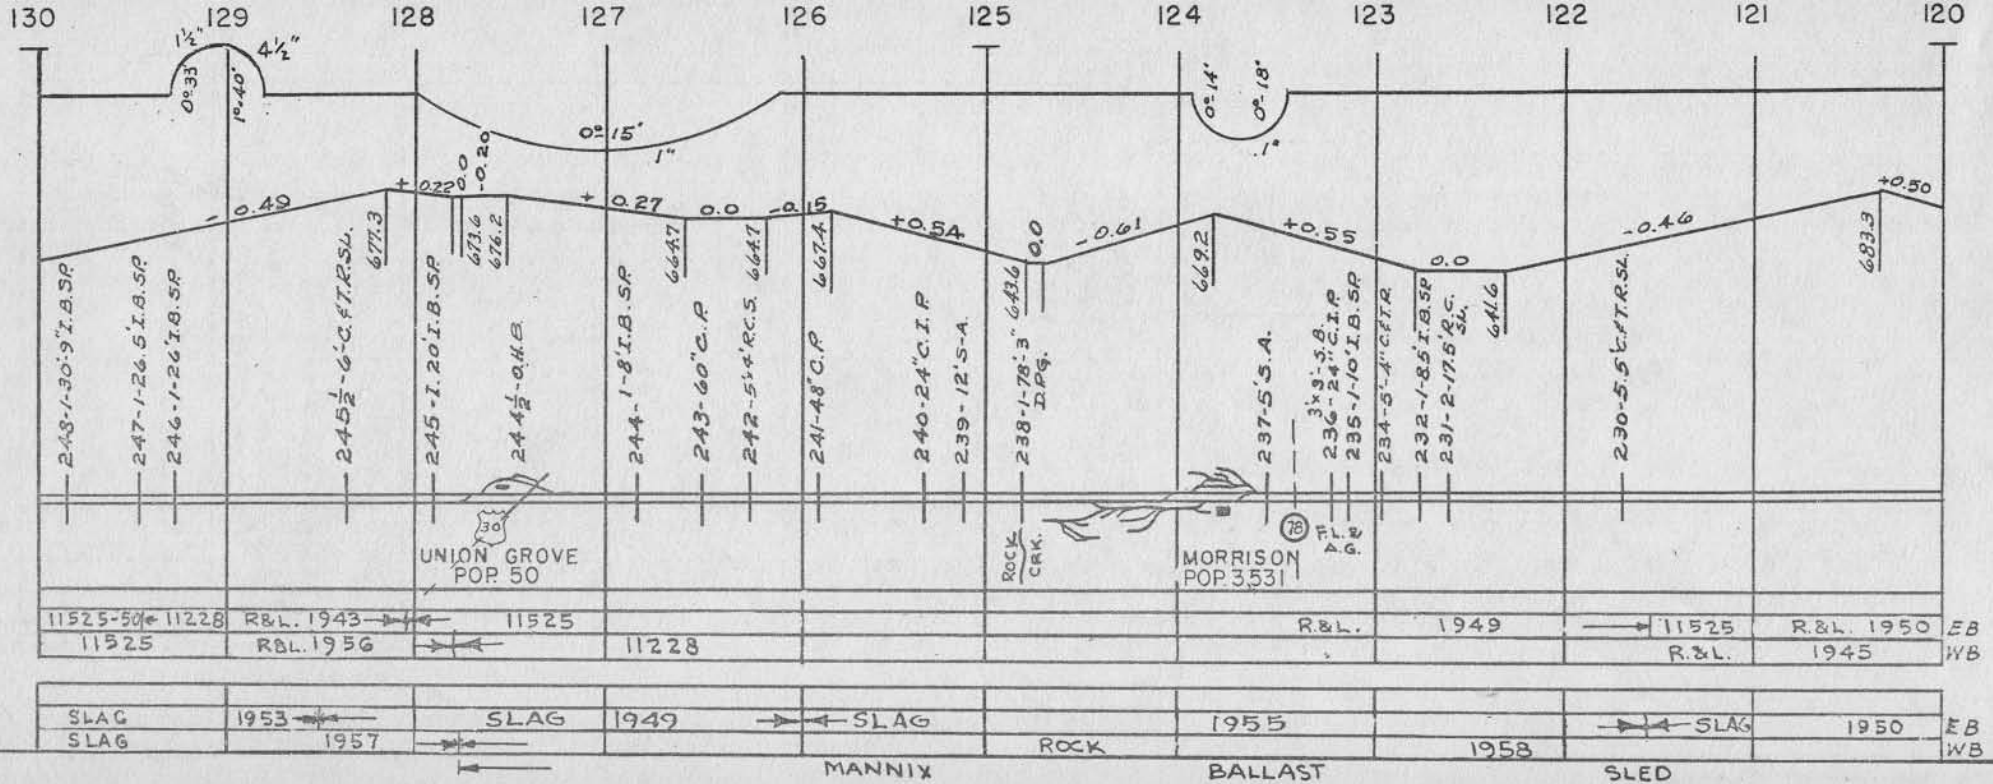 130 129 128 127 126 125 124 123 122 121 120
1½" 4½"
0°33' 1°40'
0°15'
1"
0°14' 0°18'
.1"
- 0.49
+ 0.22
0.0
-0.20
+ 0.27
0.0
-0.15
+0.54
0.0
-0.61
+0.55
0.0
-0.46
+0.50
677.3
673.6
676.2
664.7
664.7
667.4
643.6
669.2
641.6
683.3
248-1-30'-9" I.B.SP.
247-1-26.5' I.B.SP.
246-1-26' I.B.SP.
245½-6'-C.F.T.P.SL.
245-1.20' I.B.SP.
244½-O.H.B.
244-1-8' I.B.SP.
243-60" C.P.
242-5'x4' R.C.S.
241-48" C.P.
240-24" C.I.P.
239-12' S-A.
238-1-78'-3"
D.P.G.
237-5' S.A.
3'x3'-S.B.
236-24" C.I.P.
235-1-10' I.B.SP.
234-5'-4" C.F.T.P.
232-1-8.5' I.B.SP.
231-2-17.5' R.C.
SL.
230-5.5' C.F.T.R.SL.
30
UNION GROVE
POP. 50
ROCK
CRK.
MORRISON
POP. 3,531
78
F.L. &
A.G.
11525-50 11228 R&L. 1943 11525 R.&L. 1949 11525 R.&L. 1950 EB
11525 R&L. 1956 11228 R.&L. 1945 WB
SLAG 1953 SLAG 1949 SLAG 1955 SLAG 1950 EB
SLAG 1957 ROCK 1958 WB
MANNIX BALLAST SLED